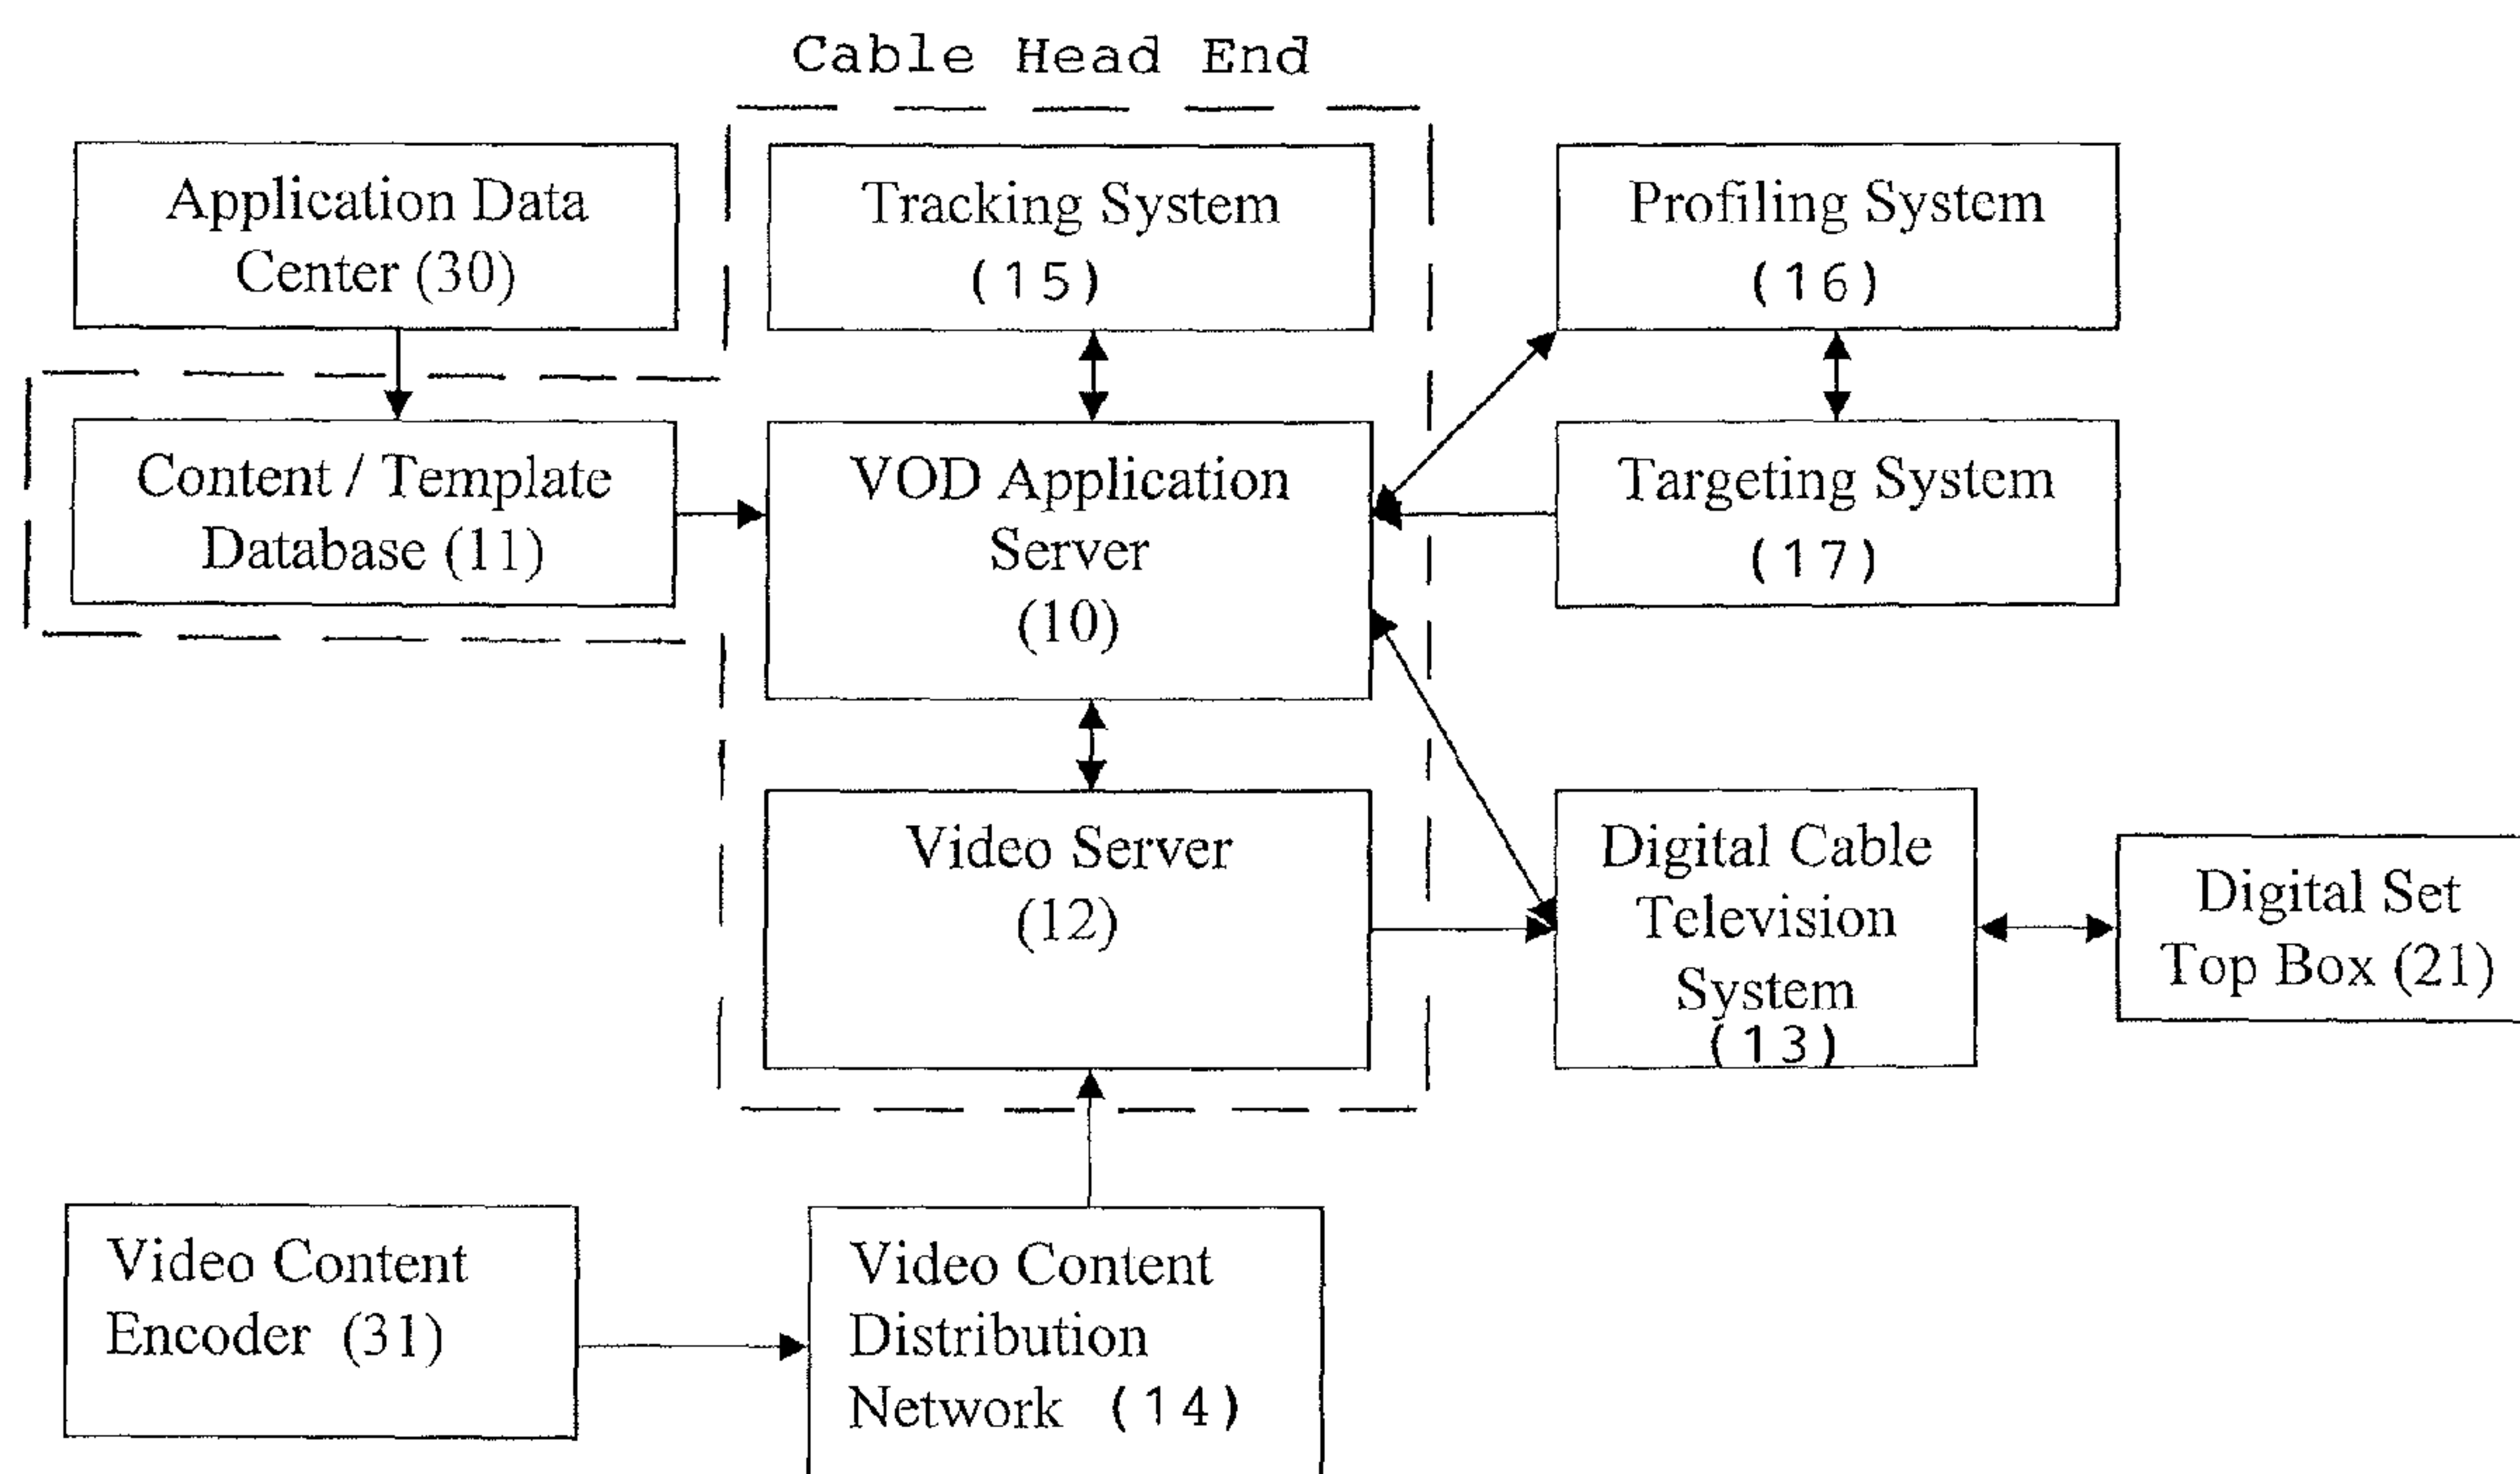 Cable Head End
Application Data
Center (30)
Tracking System
(15)
Profiling System
(16)
Content / Template
Database (11)
VOD Application
Server
(10)
Targeting System
(17)
Video Server
(12)
Digital Cable
Television
System
(13)
Digital Set
Top Box (21)
Video Content
Encoder (31)
Video Content
Distribution
Network (14)